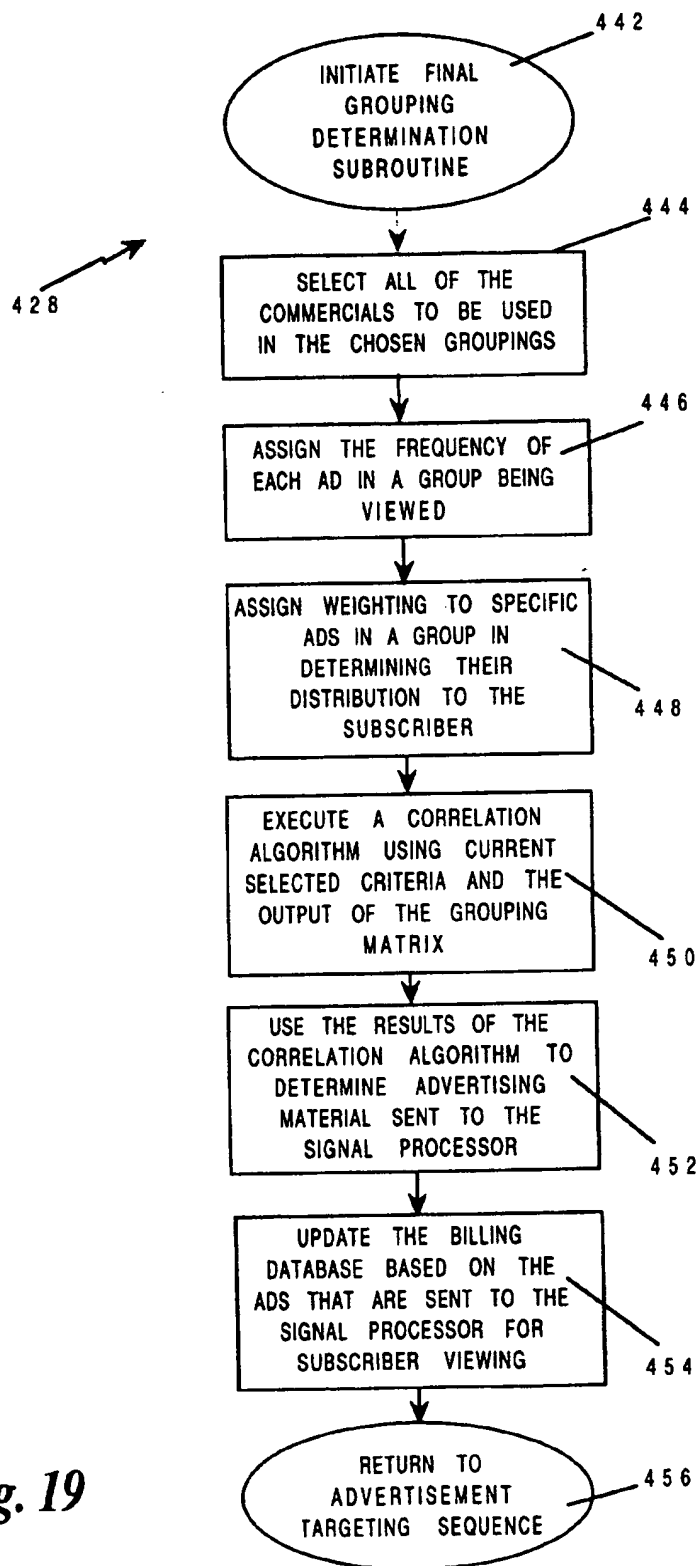 442
INITIATE FINAL
GROUPING
DETERMINATION
SUBROUTINE
428
444
SELECT ALL OF THE
COMMERCIALS TO BE USED
IN THE CHOSEN GROUPINGS
446
ASSIGN THE FREQUENCY OF
EACH AD IN A GROUP BEING
VIEWED
ASSIGN WEIGHTING TO SPECIFIC
ADS IN A GROUP IN
DETERMINING THEIR
DISTRIBUTION TO THE
SUBSCRIBER
448
EXECUTE A CORRELATION
ALGORITHM USING CURRENT
SELECTED CRITERIA AND THE
OUTPUT OF THE GROUPING
MATRIX
450
USE THE RESULTS OF THE
CORRELATION ALGORITHM TO
DETERMINE ADVERTISING
MATERIAL SENT TO THE
SIGNAL PROCESSOR
452
UPDATE THE BILLING
DATABASE BASED ON THE
ADS THAT ARE SENT TO THE
SIGNAL PROCESSOR FOR
SUBSCRIBER VIEWING
454
RETURN TO
ADVERTISEMENT
TARGETING SEQUENCE
456
g. 19